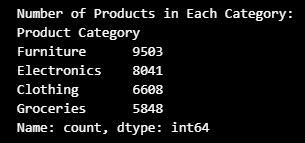 Number of Products in Each Category:
Product Category
Furniture      9503
Electronics    8041
Clothing       6608
Groceries      5848
Name: count, dtype: int64